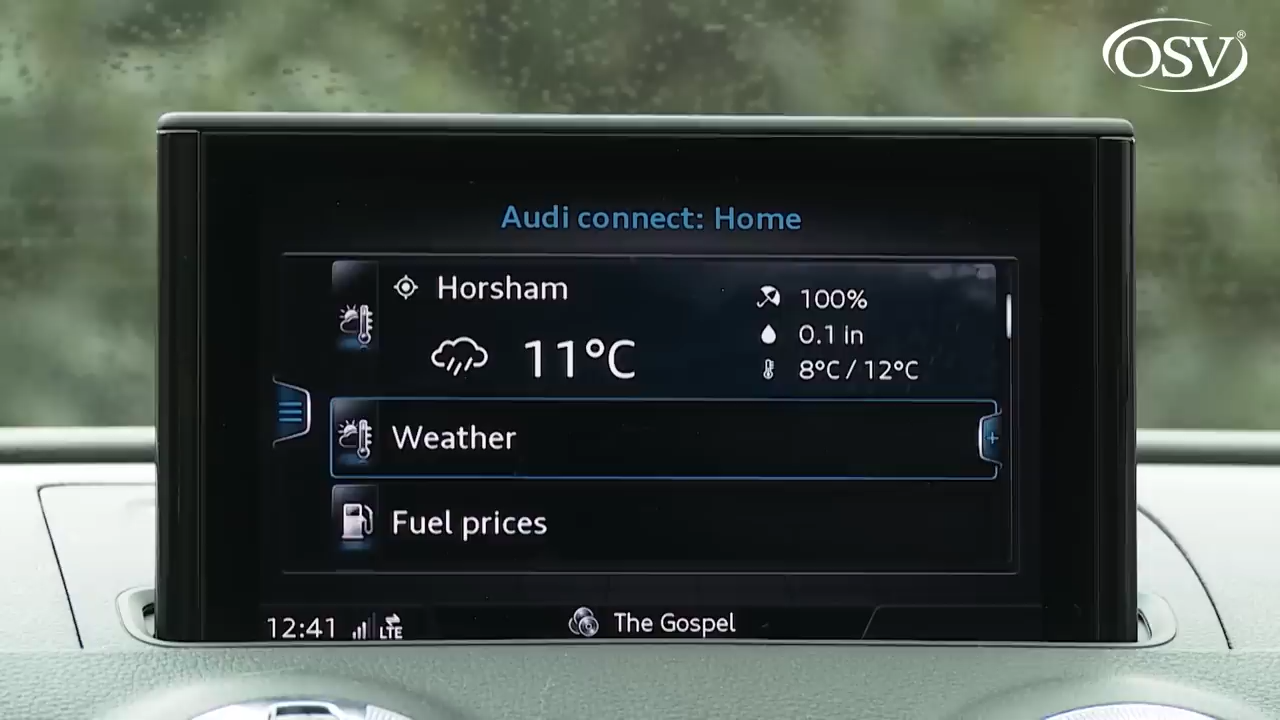 OSV®
Audi connect: Home
Horsham
100%
11°C
0.1 in
8°C / 12°C
Weather
+
Fuel prices
12:41
LTE
The Gospel